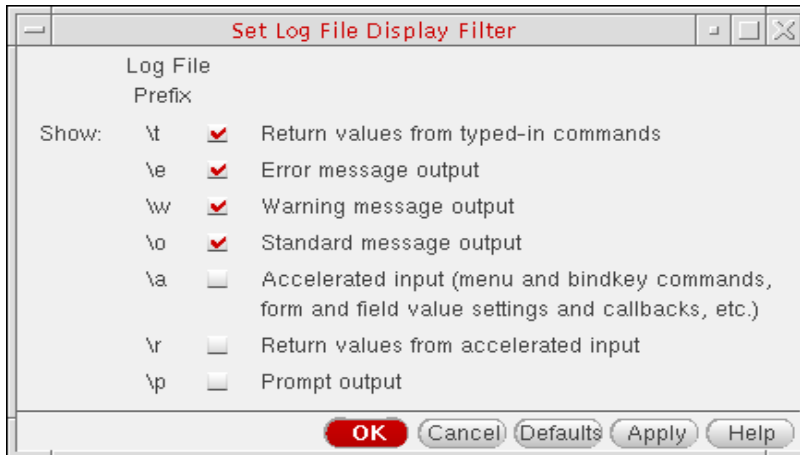 Set Log File Display Filter
Log File
Prefix
Show: \t Return values from typed-in commands
\e Error message output
\w Warning message output
\o Standard message output
\a Accelerated input (menu and bindkey commands,
form and field value settings and callbacks, etc.)
\r Return values from accelerated input
\p Prompt output
OK Cancel Defaults Apply Help